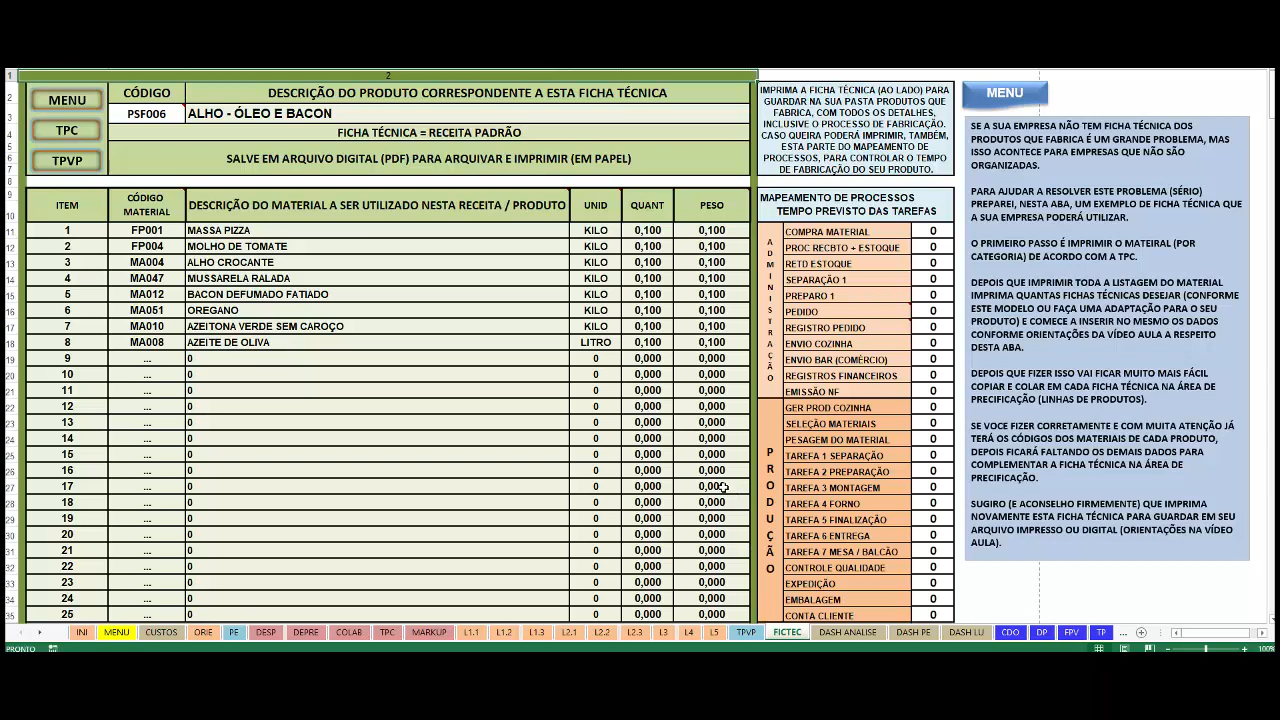 2
MENU
TPC
TPVP
CÓDIGO
DESCRIÇÃO DO PRODUTO CORRESPONDENTE A ESTA FICHA TÉCNICA
PSF006
ALHO - ÓLEO E BACON
FICHA TÉCNICA = RECEITA PADRÃO
SALVE EM ARQUIVO DIGITAL (PDF) PARA ARQUIVAR E IMPRIMIR (EM PAPEL)
ITEM CÓDIGO MATERIAL DESCRIÇÃO DO MATERIAL A SER UTILIZADO NESTA RECEITA / PRODUTO UNID QUANT PESO
1 FP001 MASSA PIZZA KILO 0,100 0,100
2 FP004 MOLHO DE TOMATE KILO 0,100 0,100
3 MA004 ALHO CROCANTE KILO 0,100 0,100
4 MA047 MUSSARELA RALADA KILO 0,100 0,100
5 MA012 BACON DEFUMADO FATIADO KILO 0,100 0,100
6 MA051 OREGANO KILO 0,100 0,100
7 MA010 AZEITONA VERDE SEM CAROÇO KILO 0,100 0,100
8 MA008 AZEITE DE OLIVA LITRO 0,100 0,100
9 ... 0 0 0,000 0,000
10 ... 0 0 0,000 0,000
11 ... 0 0 0,000 0,000
12 ... 0 0 0,000 0,000
13 ... 0 0 0,000 0,000
14 ... 0 0 0,000 0,000
15 ... 0 0 0,000 0,000
16 ... 0 0 0,000 0,000
17 ... 0 0 0,000 0,000
18 ... 0 0 0,000 0,000
19 ... 0 0 0,000 0,000
20 ... 0 0 0,000 0,000
21 ... 0 0 0,000 0,000
22 ... 0 0 0,000 0,000
23 ... 0 0 0,000 0,000
24 ... 0 0 0,000 0,000
25 ... 0 0 0,000 0,000
IMPRIMA A FICHA TÉCNICA (AO LADO) PARA
GUARDAR NA SUA PASTA PRODUTOS QUE
FABRICA, COM TODOS OS DETALHES,
INCLUSIVE O PROCESSO DE FABRICAÇÃO.
CASO QUEIRA PODERÁ IMPRIMIR, TAMBÉM,
ESTA PARTE DO MAPEAMENTO DE
PROCESSOS, PARA CONTROLAR O TEMPO
DE FABRICAÇÃO DO SEU PRODUTO.
MAPEAMENTO DE PROCESSOS
TEMPO PREVISTO DAS TAREFAS
ADMINISTRAÇÃO
COMPRA MATERIAL 0
PROC RECBTO + ESTOQUE 0
RETD ESTOQUE 0
SEPARAÇÃO 1 0
PREPARO 1 0
PEDIDO 0
REGISTRO PEDIDO 0
ENVIO COZINHA 0
ENVIO BAR (COMÉRCIO) 0
REGISTROS FINANCEIROS 0
EMISSÃO NF 0
PRODUÇÃO
GER PROD COZINHA 0
SELEÇÃO MATERIAIS 0
PESAGEM DO MATERIAL 0
TAREFA 1 SEPARAÇÃO 0
TAREFA 2 PREPARAÇÃO 0
TAREFA 3 MONTAGEM 0
TAREFA 4 FORNO 0
TAREFA 5 FINALIZAÇÃO 0
TAREFA 6 ENTREGA 0
TAREFA 7 MESA / BALCÃO 0
CONTROLE QUALIDADE 0
EXPEDIÇÃO 0
EMBALAGEM 0
CONTA CLIENTE 0
MENU
SE A SUA EMPRESA NÃO TEM FICHA TÉCNICA DOS
PRODUTOS QUE FABRICA É UM GRANDE PROBLEMA, MAS
ISSO ACONTECE PARA EMPRESAS QUE NÃO SÃO
ORGANIZADAS.
PARA AJUDAR A RESOLVER ESTE PROBLEMA (SÉRIO)
PREPAREI, NESTA ABA, UM EXEMPLO DE FICHA TÉCNICA QUE
A SUA EMPRESA PODERÁ UTILIZAR.
O PRIMEIRO PASSO É IMPRIMIR O MATEIRAL (POR
CATEGORIA) DE ACORDO COM A TPC.
DEPOIS QUE IMPRIMIR TODA A LISTAGEM DO MATERIAL
IMPRIMA QUANTAS FICHAS TÉCNICAS DESEJAR (CONFORME
ESTE MODELO OU FAÇA UMA ADAPTAÇÃO PARA O SEU
PRODUTO) E COMECE A INSERIR NO MESMO OS DADOS
CONFORME ORIENTAÇÕES DA VÍDEO AULA A RESPEITO
DESTA ABA.
DEPOIS QUE FIZER ISSO VAI FICAR MUITO MAIS FÁCIL
COPIAR E COLAR EM CADA FICHA TÉCNICA NA ÁREA DE
PRECIFICAÇÃO (LINHAS DE PRODUTOS).
SE VOCE FIZER CORRETAMENTE E COM MUITA ATENÇÃO JÁ
TERÁ OS CÓDIGOS DOS MATERIAIS DE CADA PRODUTO,
DEPOIS FICARÁ FALTANDO OS DEMAIS DADOS PARA
COMPLEMENTAR A FICHA TÉCNICA NA ÁREA DE
PRECIFICAÇÃO.
SUGIRO (E ACONSELHO FIRMEMENTE) QUE IMPRIMA
NOVAMENTE ESTA FICHA TÉCNICA PARA GUARDAR EM SEU
ARQUIVO IMPRESSO OU DIGITAL (ORIENTAÇÕES NA VÍDEO
AULA).
INI MENU CUSTOS ORIE PE DESP DEPRE COLAB TPC MARKUP L1.1 L1.2 L1.3 L2.1 L2.2 L2.3 L3 L4 L5 TPVP FICTEC DASH ANALISE DASH PE DASH LU CDO DP FPV TP ...
PRONTO 100%